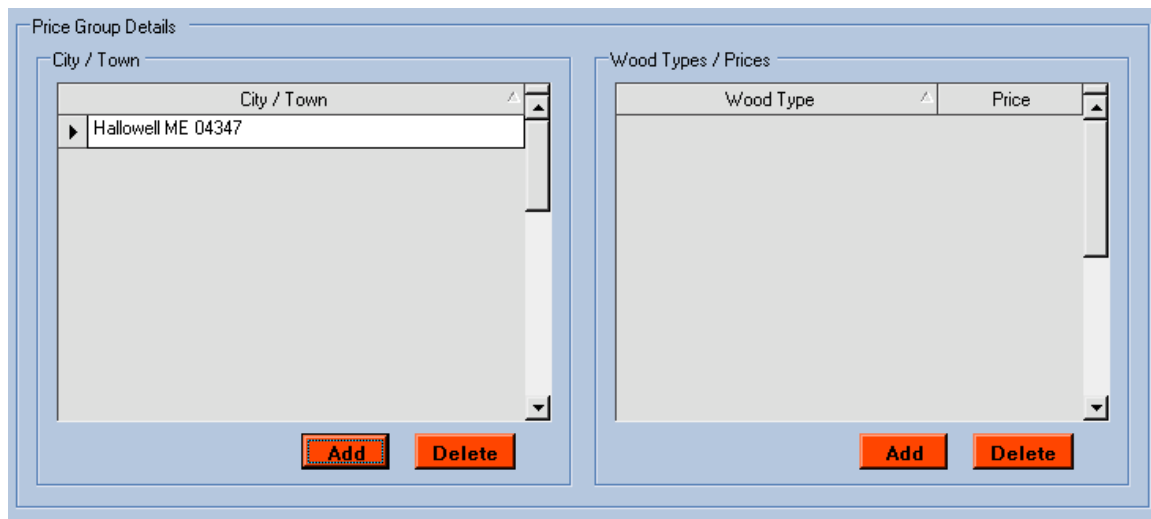 Price Group Details
City / Town
City / Town
Hallowell ME 04347
Add Delete
Wood Types / Prices
Wood Type Price
Add Delete